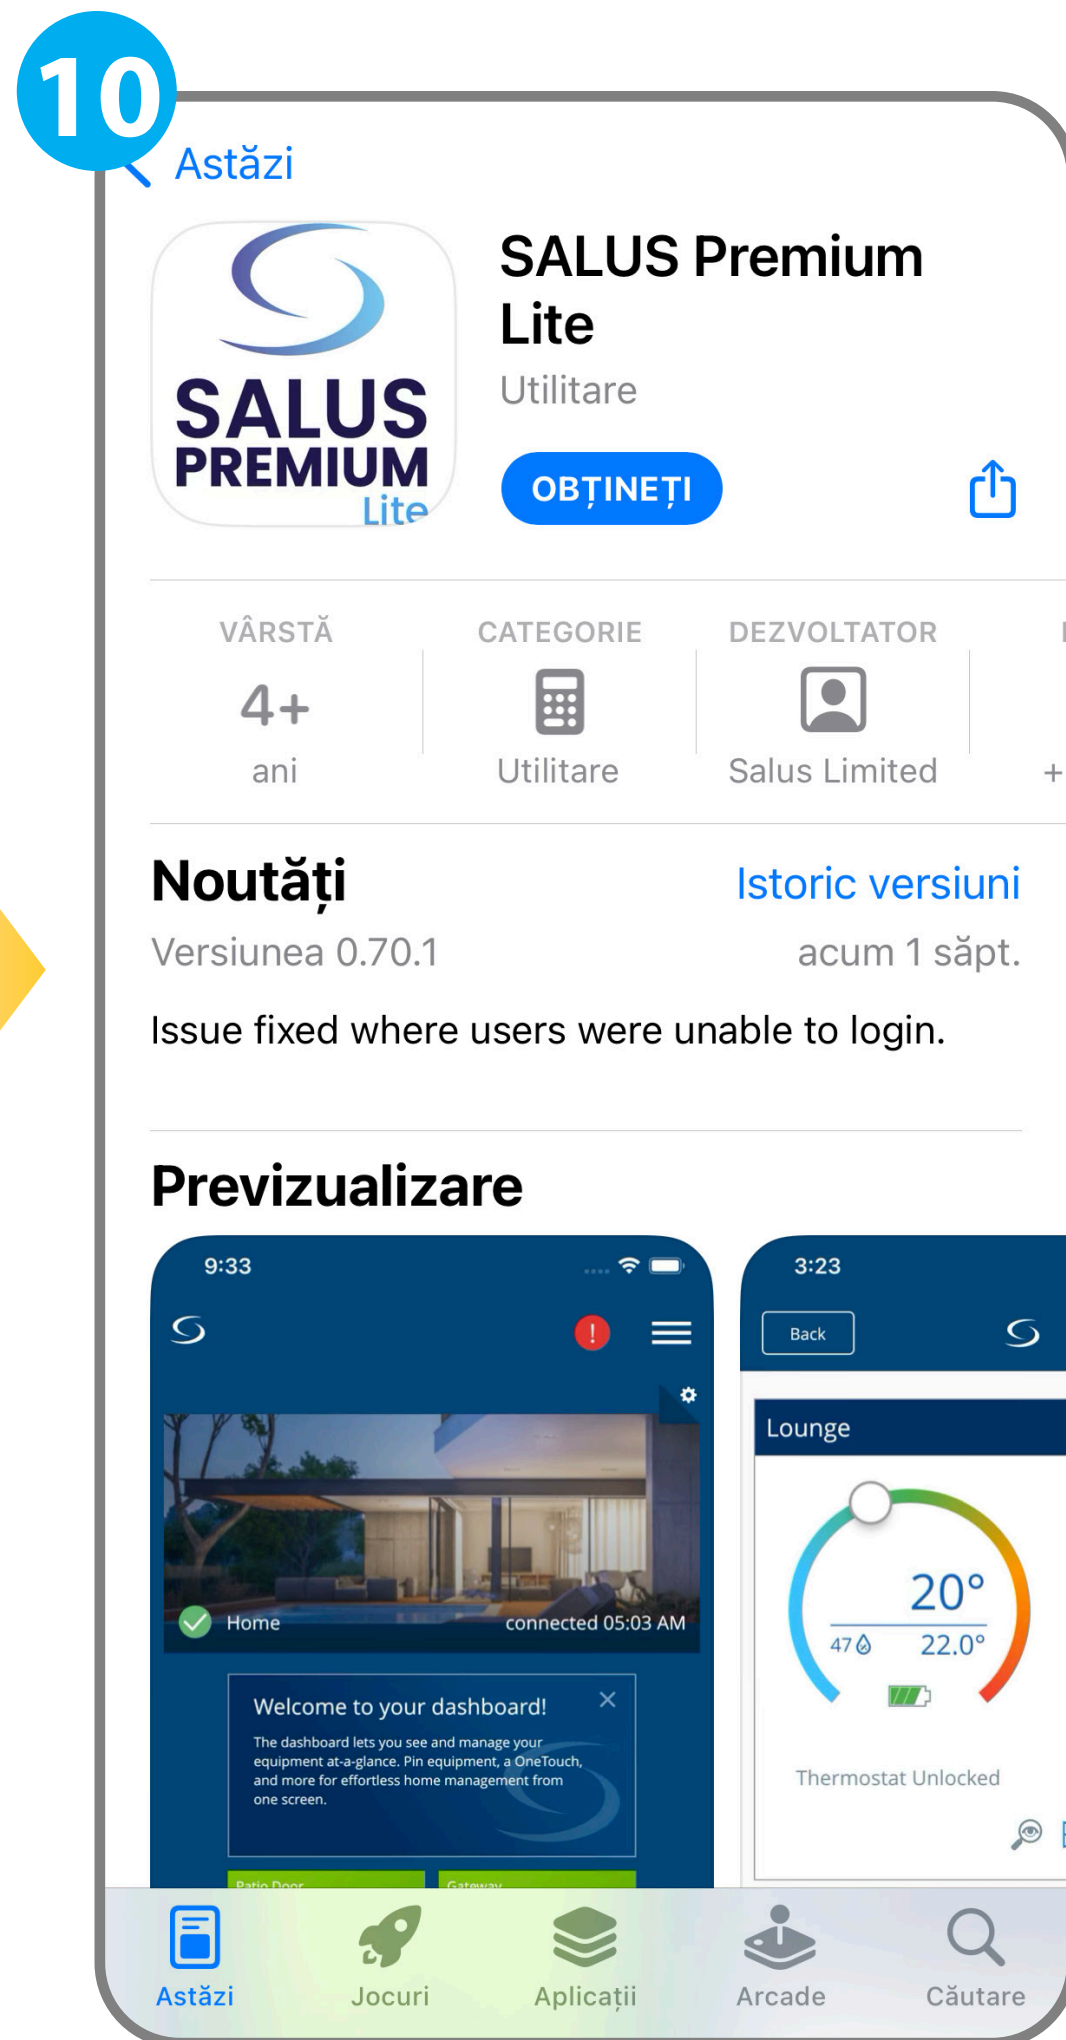 10
Astăzi
SALUS
PREMIUM
Lite
SALUS Premium
Lite
Utilitare
OBȚINEȚI
VÂRSTĂ
4+
ani
CATEGORIE
Utilitare
DEZVOLTATOR
Salus Limited
+
Noutăți
Istoric versiuni
Versiunea 0.70.1
acum 1 săpt.
Issue fixed where users were unable to login.
Previzualizare
9:33
Home
connected 05:03 AM
Welcome to your dashboard!
The dashboard lets you see and manage your
equipment at-a-glance. Pin equipment, a OneTouch,
and more for effortless home management from
one screen.
Patio Door
Gateway
3:23
Back
Lounge
20°
47
22.0°
Thermostat Unlocked
Astăzi
Jocuri
Aplicații
Arcade
Căutare